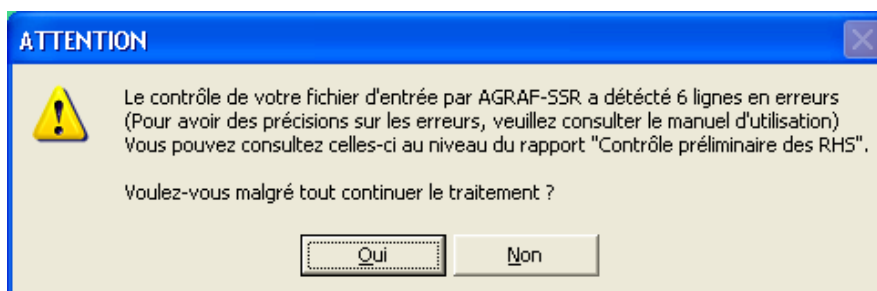 ATTENTION
Le contrôle de votre fichier d'entrée par AGRAF-SSR a détécté 6 lignes en erreurs
(Pour avoir des précisions sur les erreurs, veuillez consulter le manuel d'utilisation)
Vous pouvez consultez celles-ci au niveau du rapport "Contrôle préliminaire des RHS".
Voulez-vous malgré tout continuer le traitement ?
Oui Non